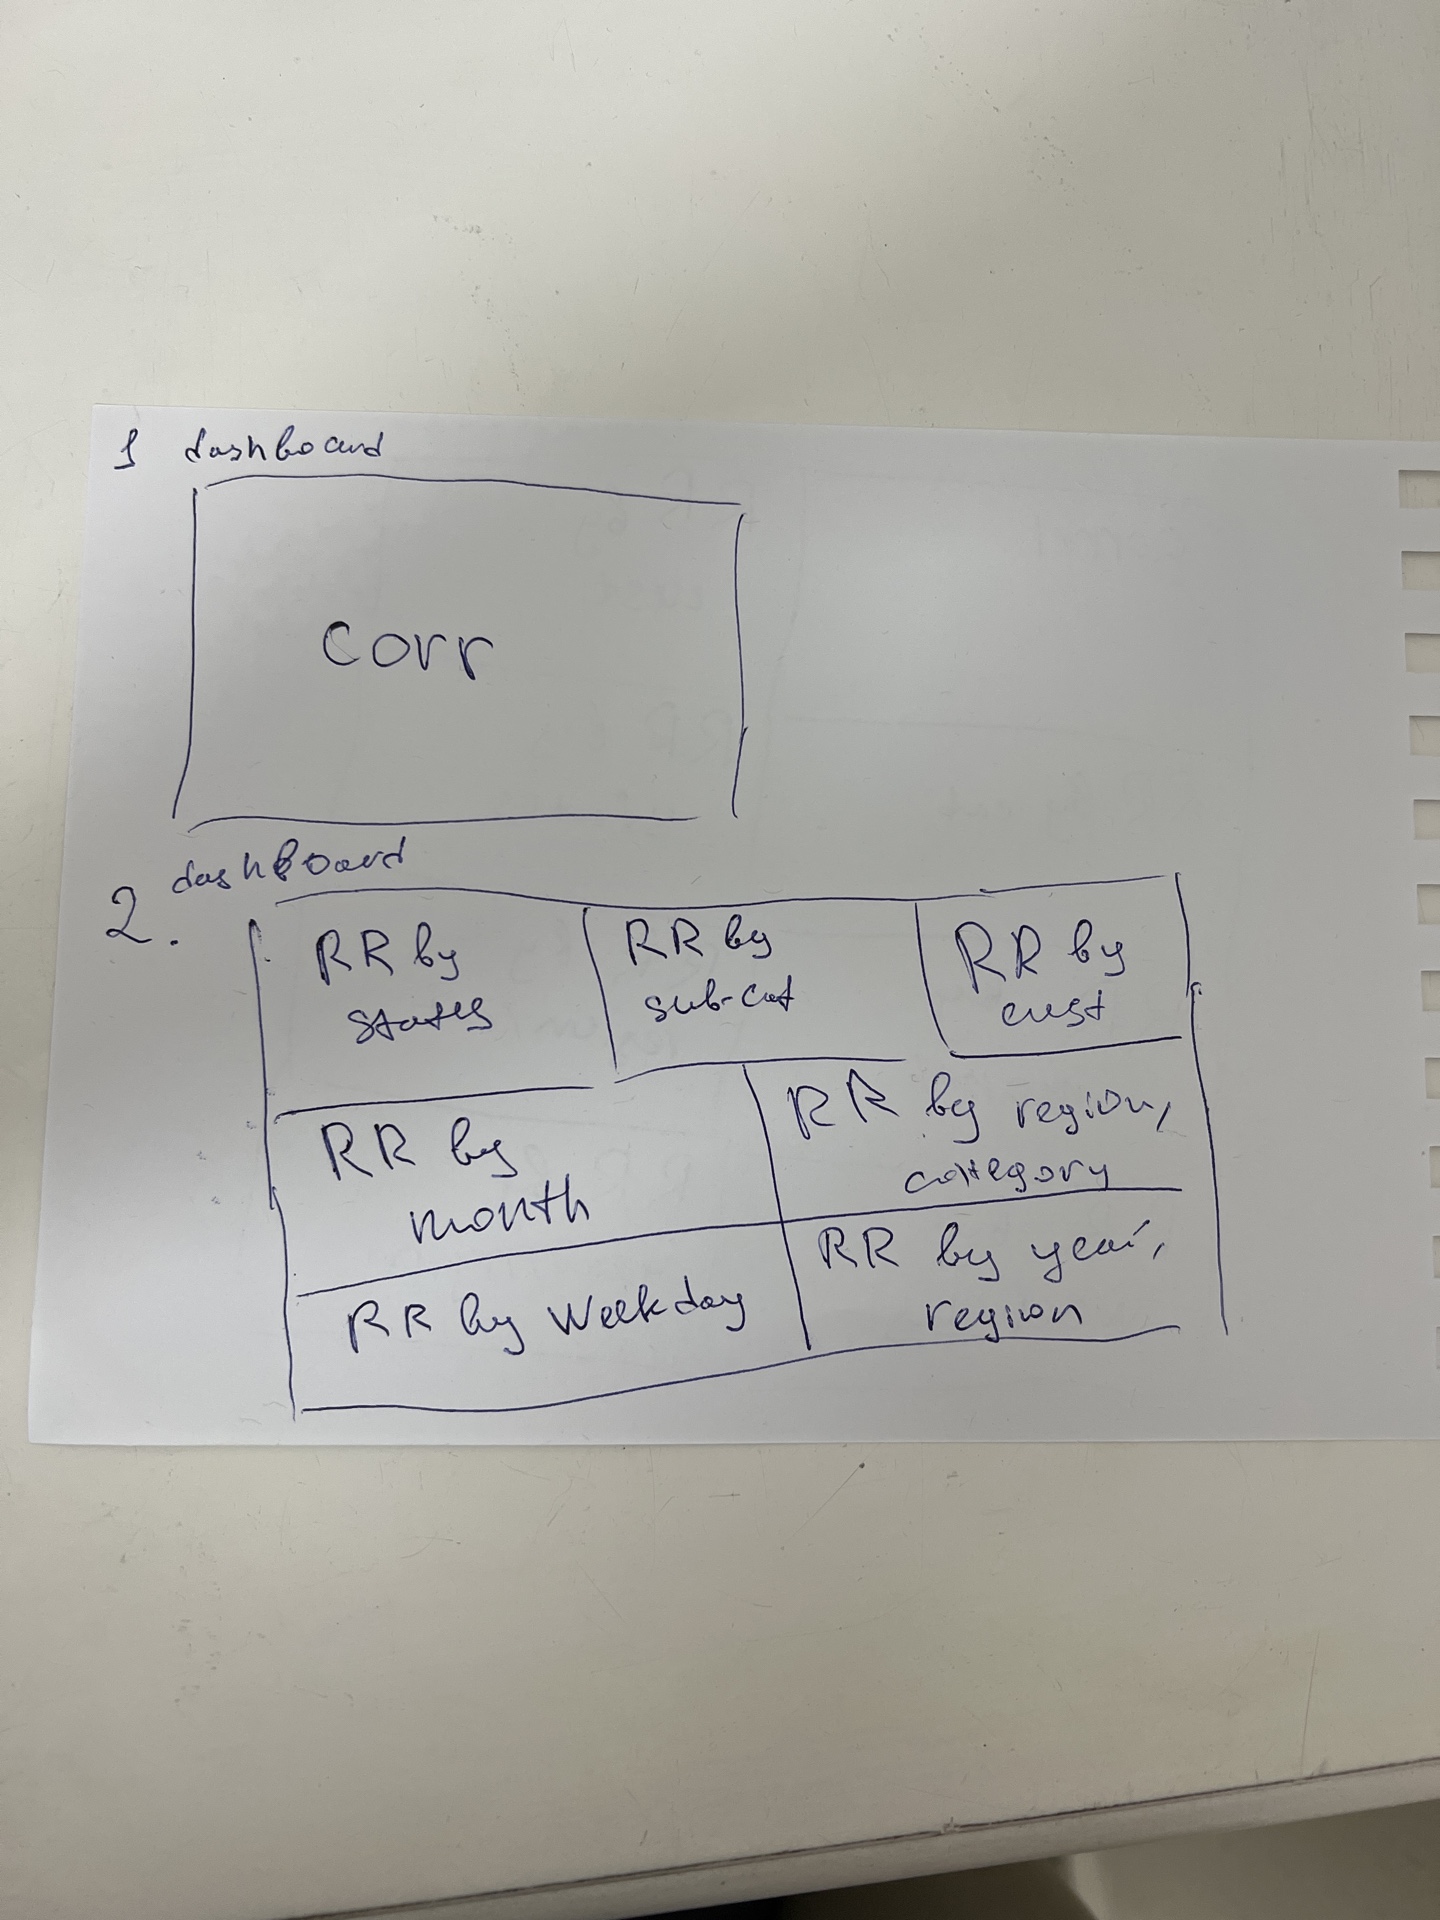 1 dashboard
corr
dashboard
2.
RR by
states
RR by
sub-cat
RR by
cust
RR by
month
RR by region,
category
RR by Weekday
RR by year,
region